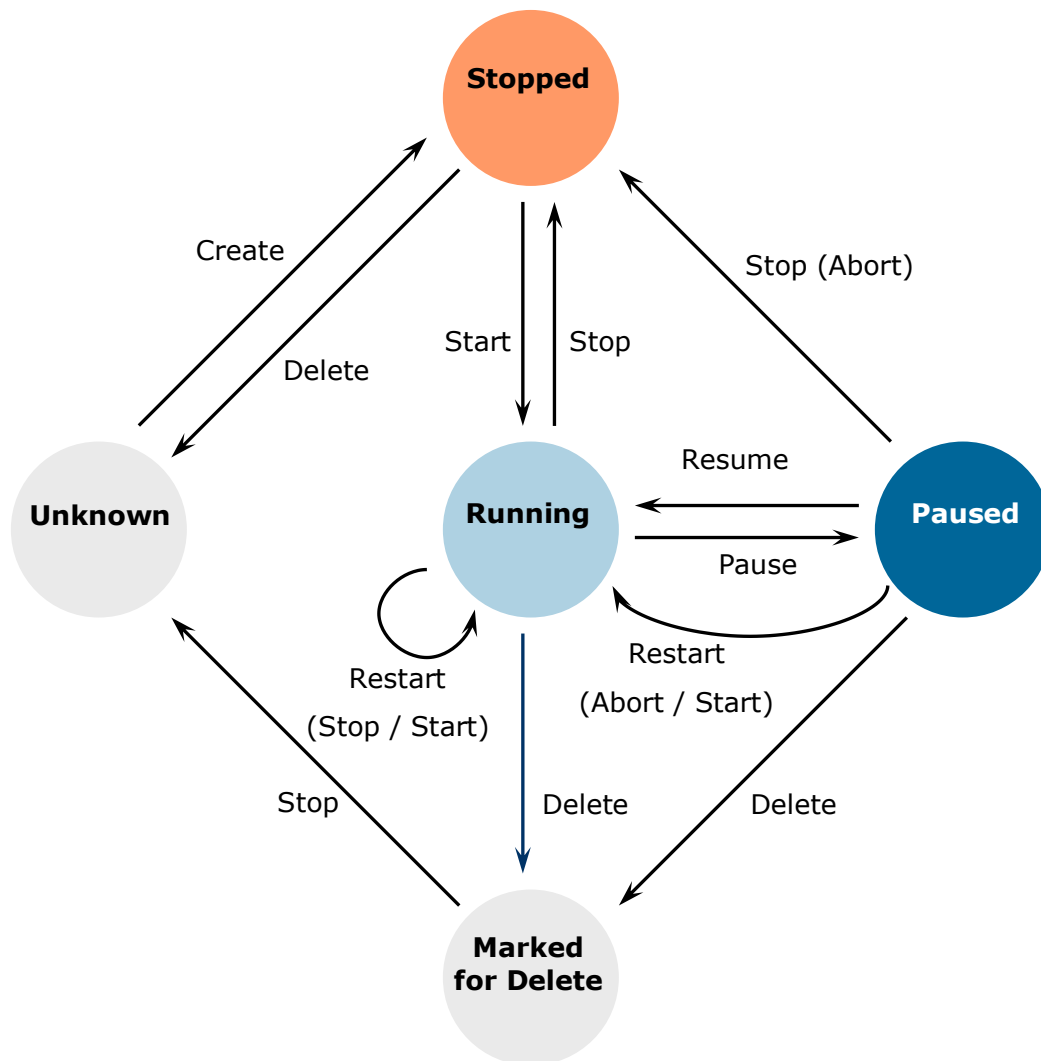 Stopped
Create
Stop (Abort)
Delete
Start
Stop
Resume
Unknown
Running
Paused
Pause
Restart
(Stop / Start)
Restart
(Abort / Start)
Stop
Delete
Delete
Marked
for Delete